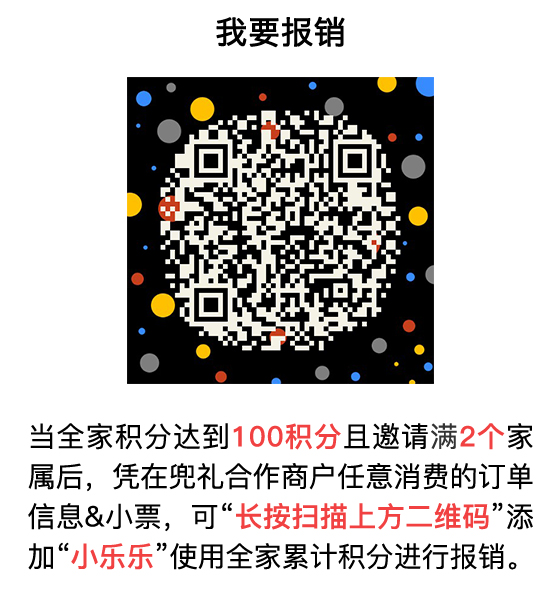 我要报销
当全家积分达到100积分且邀请满2个家
属后，凭在兜礼合作商户任意消费的订单
信息&小票，可“长按扫描上方二维码”添
加“小乐乐”使用全家累计积分进行报销。